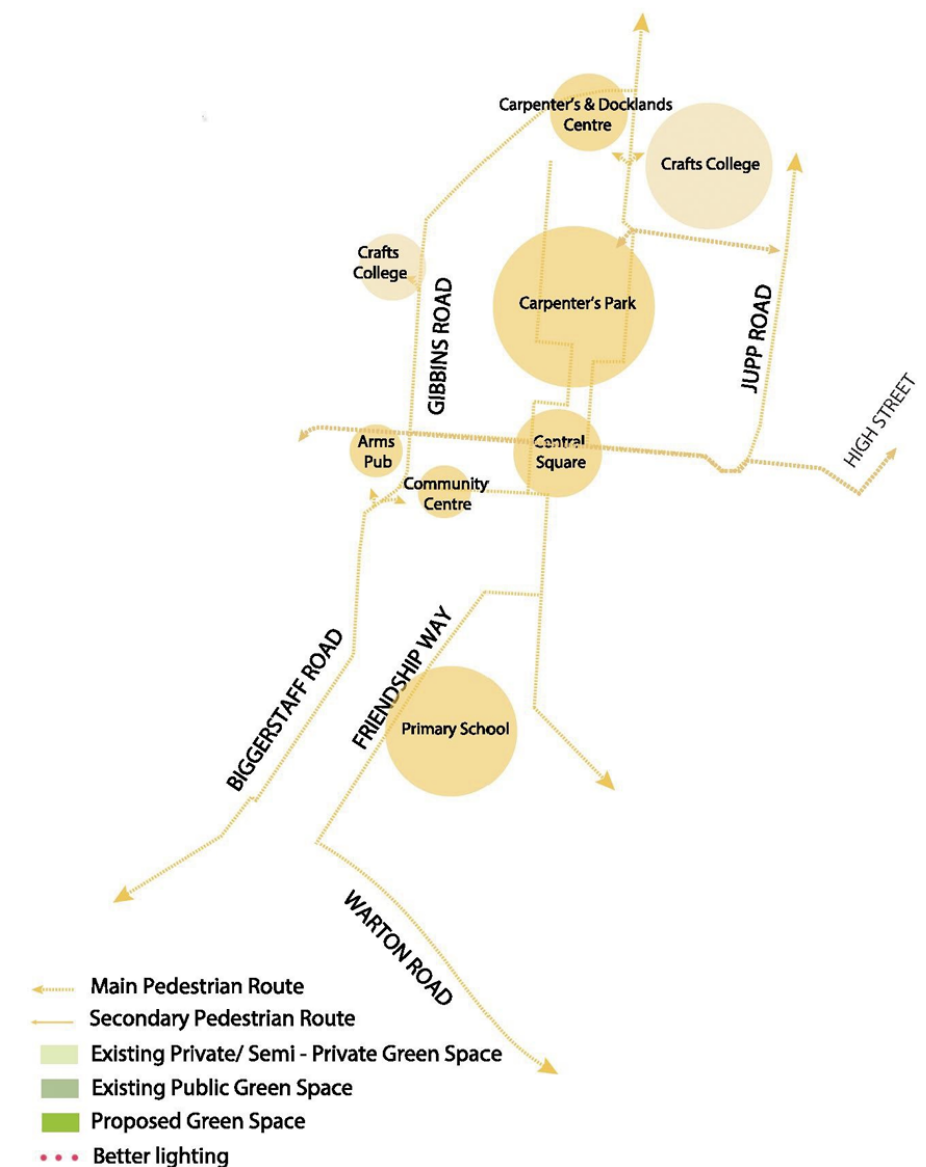 Carpenter's & Docklands
Centre
Crafts College
Crafts
College
Carpenter's Park
GIBBINS ROAD
JUPP ROAD
HIGH STREET
Arms
Pub
Central
Square
Community
Centre
FRIENDSHIP WAY
BIGGERSTAFF ROAD
Primary School
WARTON ROAD
Main Pedestrian Route
Secondary Pedestrian Route
Existing Private/ Semi - Private Green Space
Existing Public Green Space
Proposed Green Space
Better lighting